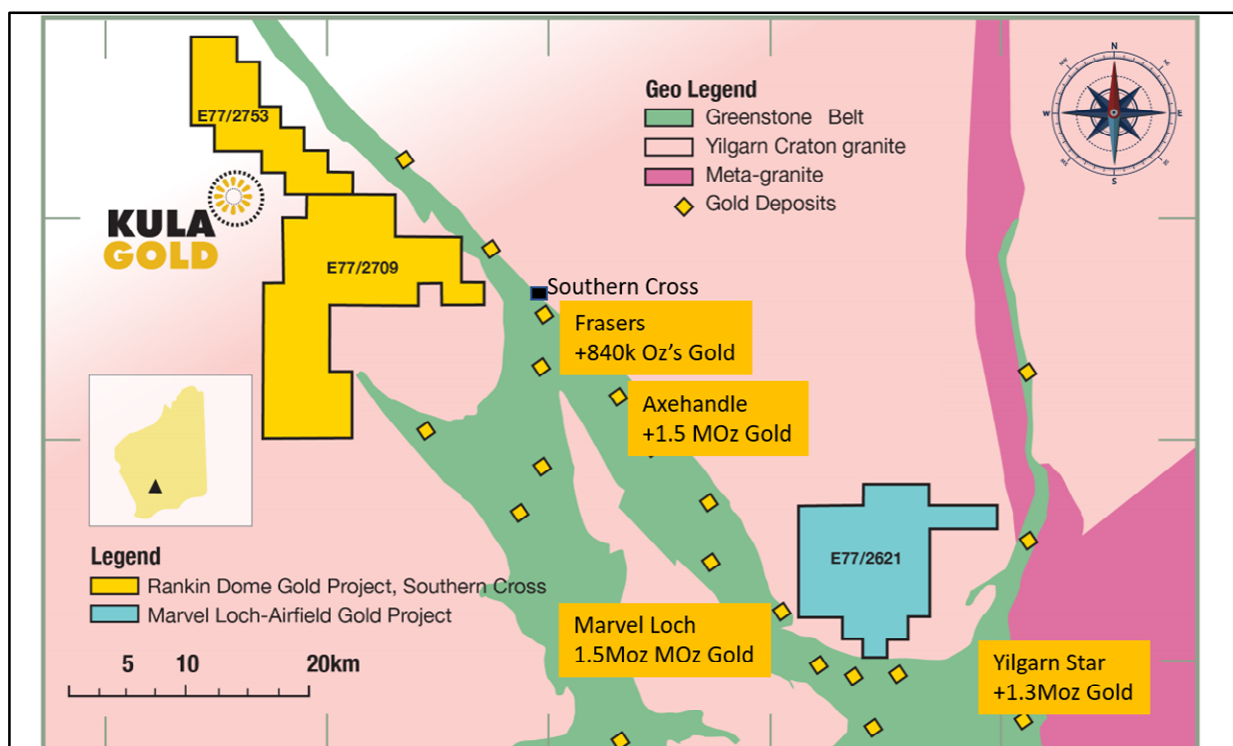 E77/2753
KULA
GOLD
E77/2709
Geo Legend
Greenstone Belt
Yilgarn Craton granite
Meta-granite
Gold Deposits
N
W
E
S
Southern Cross
Frasers
+840k Oz's Gold
Axehandle
+1.5 MOz Gold
E77/2621
Legend
Rankin Dome Gold Project, Southern Cross
Marvel Loch-Airfield Gold Project
5 10 20km
Marvel Loch
1.5Moz MOz Gold
Yilgarn Star
+1.3Moz Gold